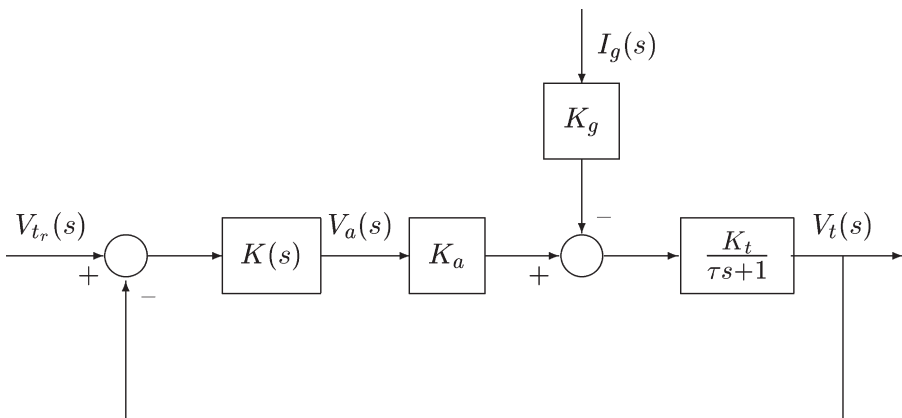 I_g(s)
K_g
−
V_{t_r}(s)
+
−
K(s)
V_a(s)
K_a
+
K_t
τs+1
V_t(s)